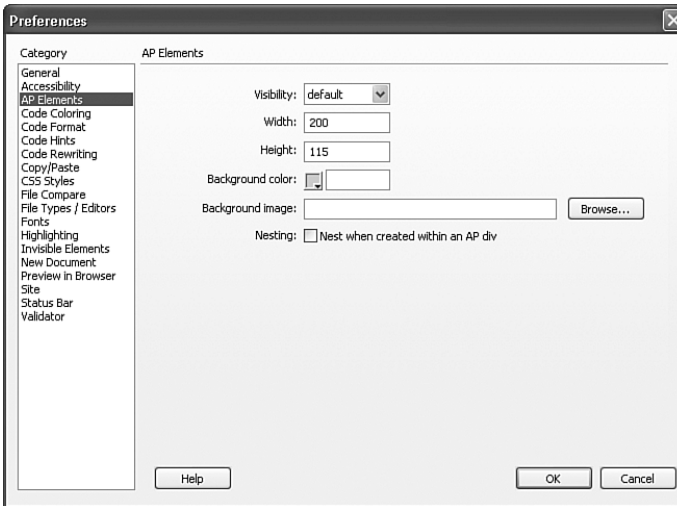 Preferences
Category
AP Elements
General
Accessibility
AP Elements
Code Coloring
Code Format
Code Hints
Code Rewriting
Copy/Paste
CSS Styles
File Compare
File Types / Editors
Fonts
Highlighting
Invisible Elements
New Document
Preview in Browser
Site
Status Bar
Validator
Visibility: default
Width: 200
Height: 115
Background color:
Background image: Browse...
Nesting: Nest when created within an AP div
Help OK Cancel